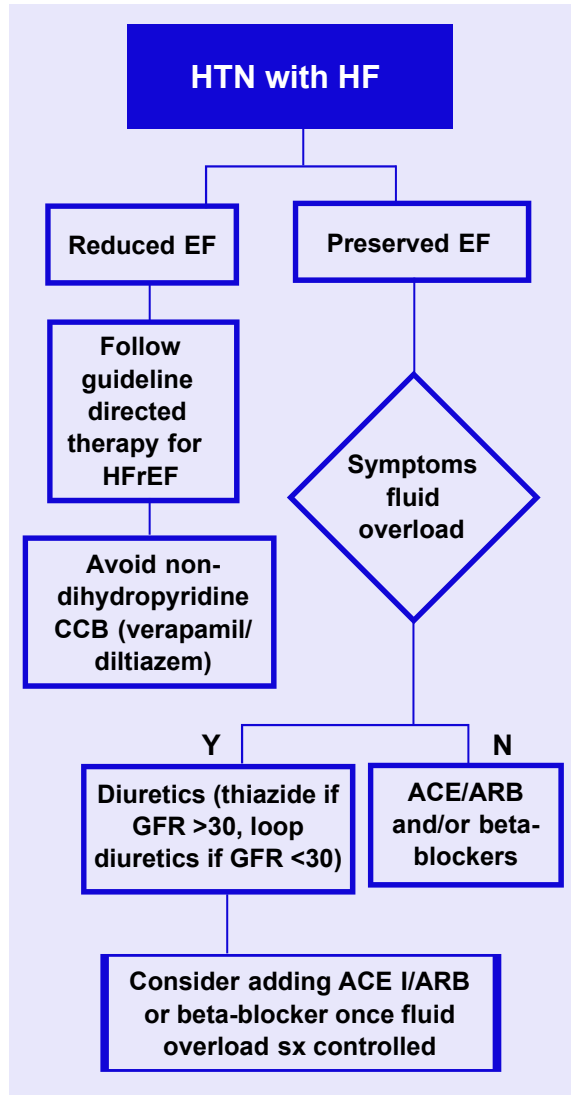 HTN with HF
Reduced EF
Preserved EF
Follow
guideline
directed
therapy for
HFrEF
Symptoms
fluid
overload
Avoid non-
dihydropyridine
CCB (verapamil/
diltiazem)
Y
N
Diuretics (thiazide if
GFR >30, loop
diuretics if GFR <30)
ACE/ARB
and/or beta-
blockers
Consider adding ACE I/ARB
or beta-blocker once fluid
overload sx controlled